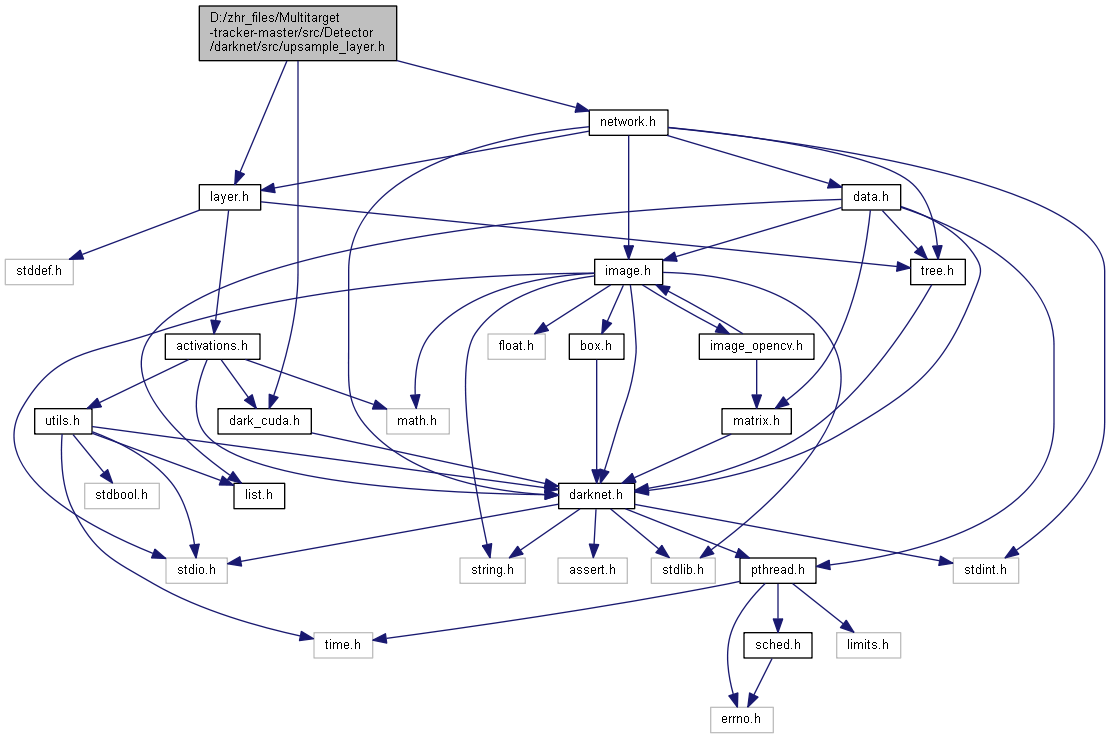 D:/zhr_files/Multitarget
-tracker-master/src/Detector
/darknet/src/upsample_layer.h
network.h
layer.h
data.h
stddef.h
image.h
tree.h
activations.h
float.h
box.h
image_opencv.h
utils.h
dark_cuda.h
math.h
matrix.h
stdbool.h
list.h
darknet.h
stdio.h
string.h
assert.h
stdlib.h
pthread.h
stdint.h
time.h
sched.h
limits.h
errno.h